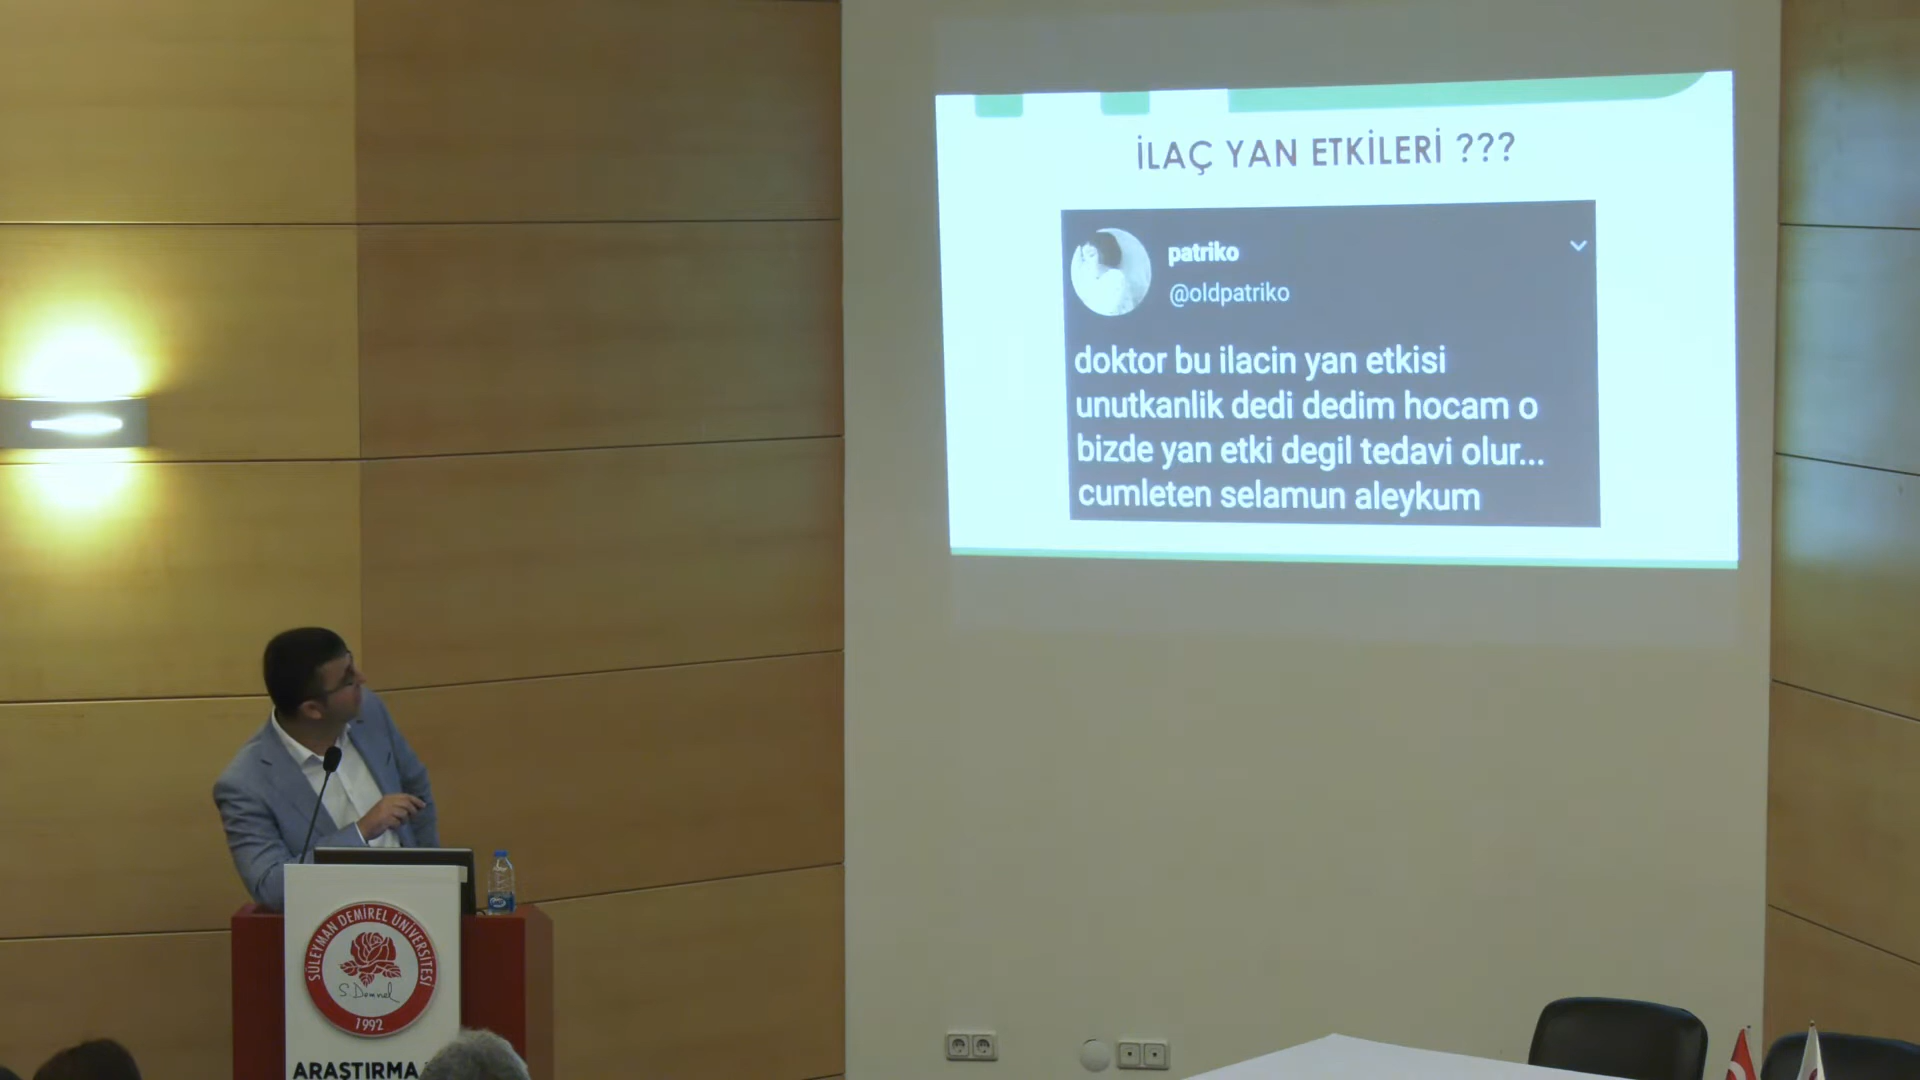 İLAÇ YAN ETKİLERİ ???
patriko
@oldpatriko
doktor bu ilacin yan etkisi
unutkanlik dedi dedim hocam o
bizde yan etki degil tedavi olur...
cumleten selamun aleykum
SÜLEYMAN DEMİREL ÜNİVERSİTESİ
S. Demirel
1992
ARAŞTIRMA